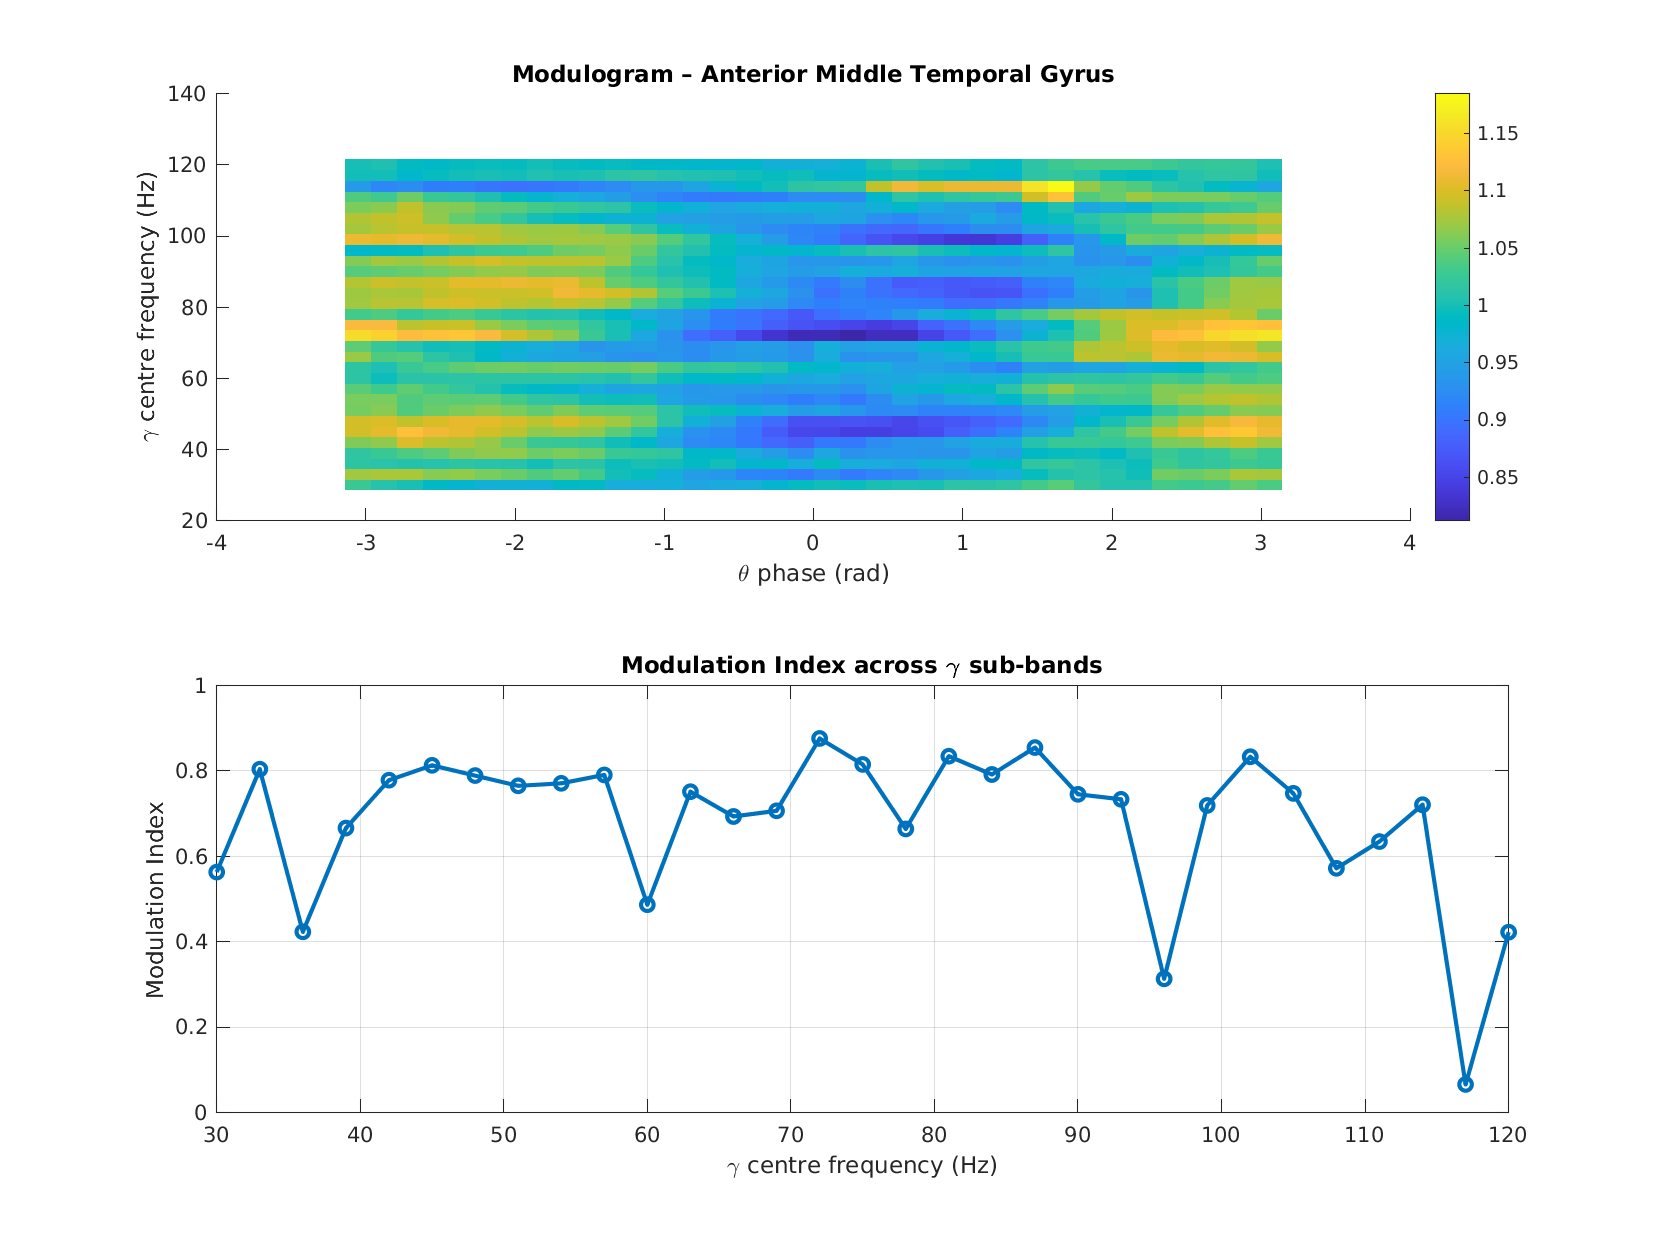 Modulogram – Anterior Middle Temporal Gyrus
140
120
100
80
60
40
20
γ centre frequency (Hz)
-4 -3 -2 -1 0 1 2 3 4
θ phase (rad)
1.15
1.1
1.05
1
0.95
0.9
0.85
Modulation Index across γ sub-bands
1
0.8
0.6
0.4
0.2
0
Modulation Index
30 40 50 60 70 80 90 100 110 120
γ centre frequency (Hz)